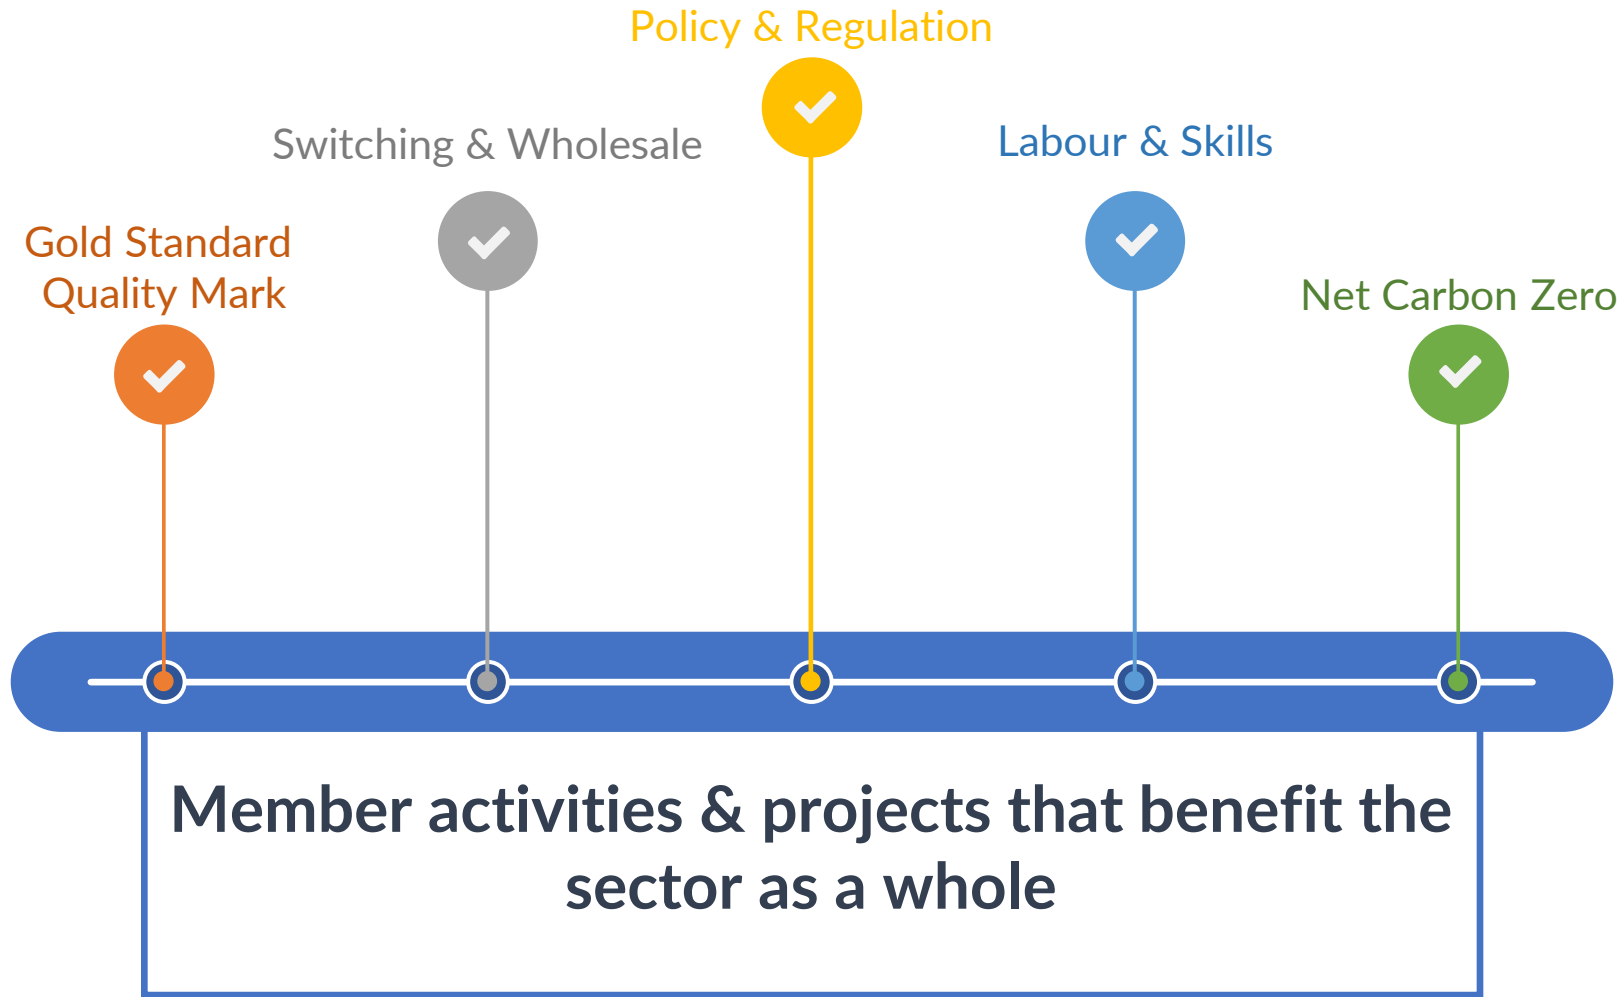 Policy & Regulation
Switching & Wholesale
Labour & Skills
Gold Standard
Quality Mark
Net Carbon Zero
Member activities & projects that benefit the
sector as a whole